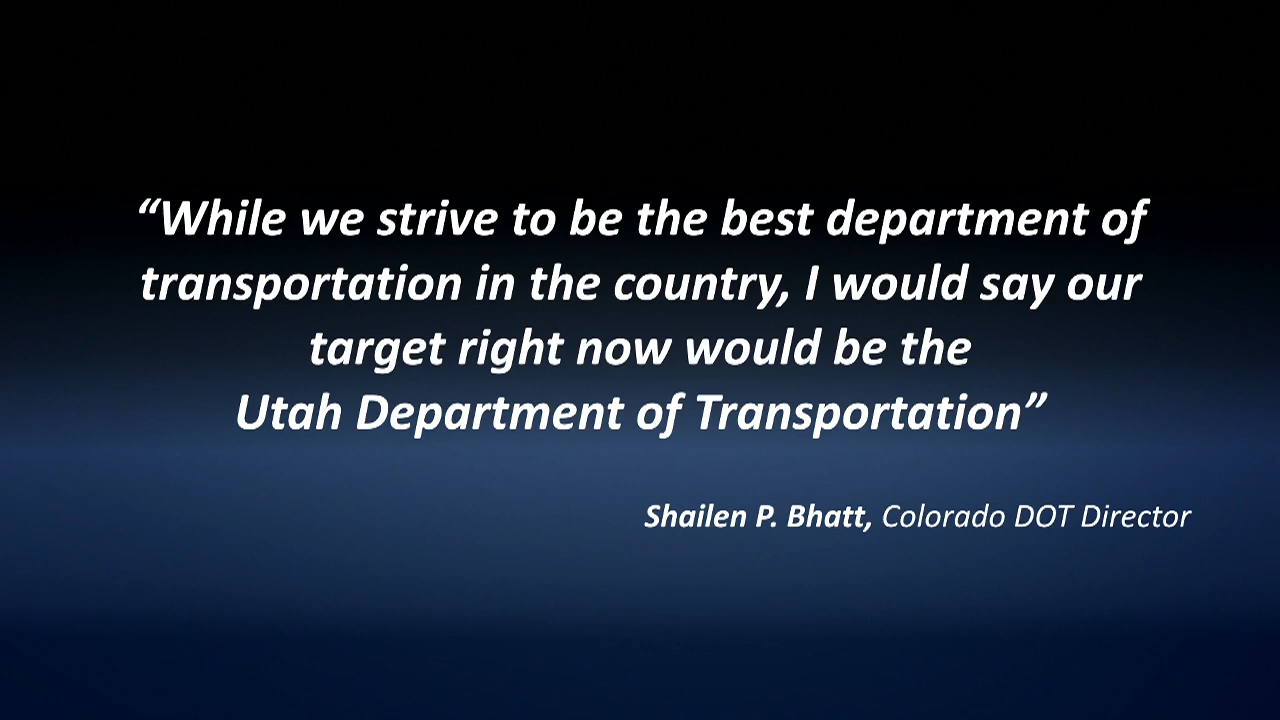 “While we strive to be the best department of
transportation in the country, I would say our
target right now would be the
Utah Department of Transportation”
Shailen P. Bhatt, Colorado DOT Director